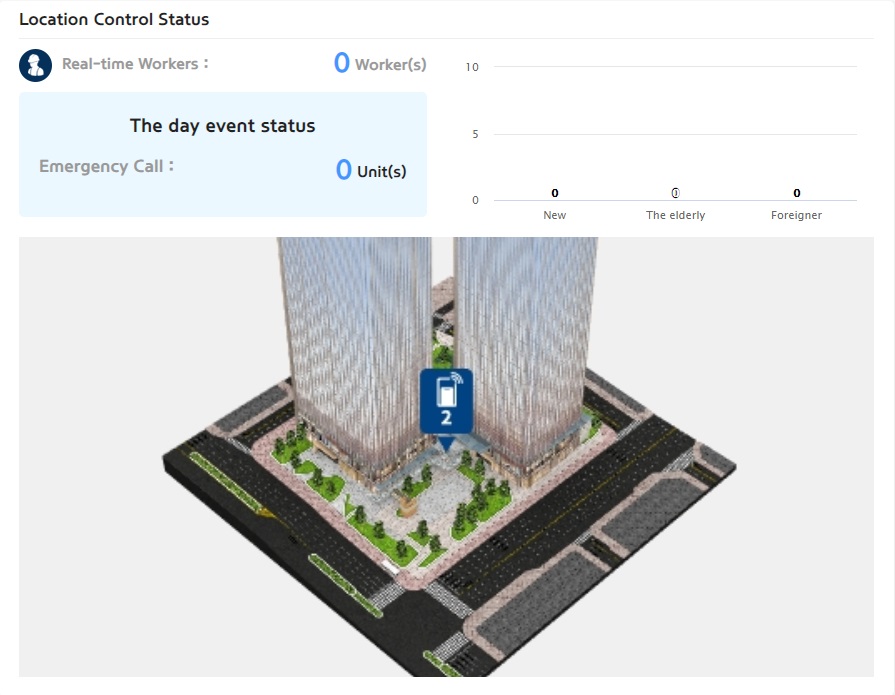 Location Control Status
Real-time Workers :
0 Worker(s)
The day event status
Emergency Call :
0 Unit(s)
10
5
0
0
0
0
New
The elderly
Foreigner
2